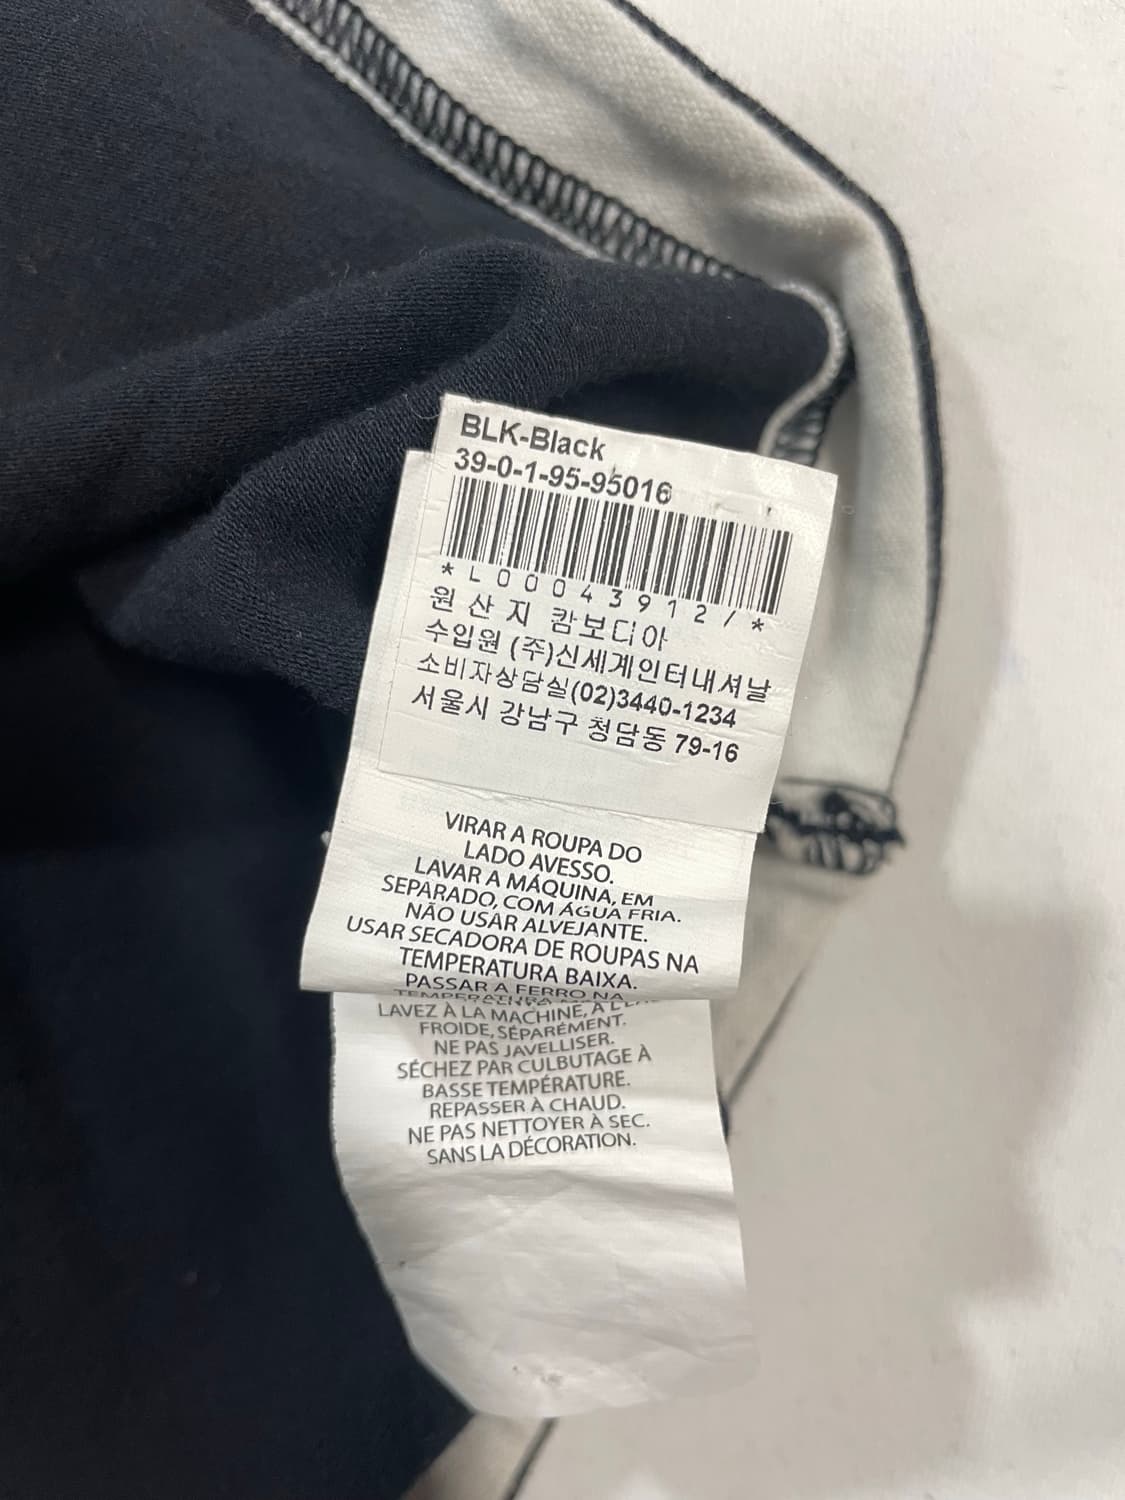 BLK-Black
39-0-1-95-95016
*L00043912/*
원산지 캄보디아
수입원 (주)신세계인터내셔날
소비자상담실(02)3440-1234
서울시 강남구 청담동 79-16
VIRAR A ROUPA DO
LADO AVESSO.
LAVAR A MÁQUINA, EM
SEPARADO, COM ÁGUA FRIA.
NÃO USAR ALVEJANTE.
USAR SECADORA DE ROUPAS NA
TEMPERATURA BAIXA.
PASSAR A FERRO NA
TEMPERATURA
LAVEZ À LA MACHINE, À
FROIDE, SÉPARÉMENT.
NE PAS JAVELLISER.
SÉCHEZ PAR CULBUTAGE À
BASSE TEMPÉRATURE.
REPASSER À CHAUD.
NE PAS NETTOYER À SEC.
SANS LA DÉCORATION.